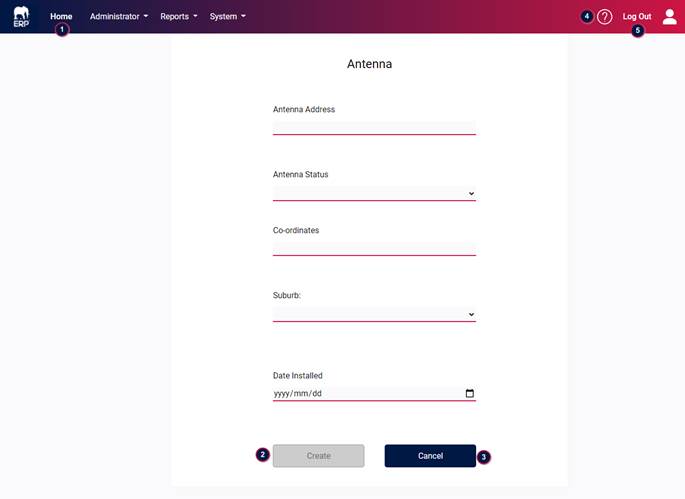 ERP
Home Administrator Reports System 4 ? Log Out
1 5
Antenna
Antenna Address
Antenna Status
Co-ordinates
Suburb:
Date Installed
yyyy/mm/dd
2 Create Cancel 3